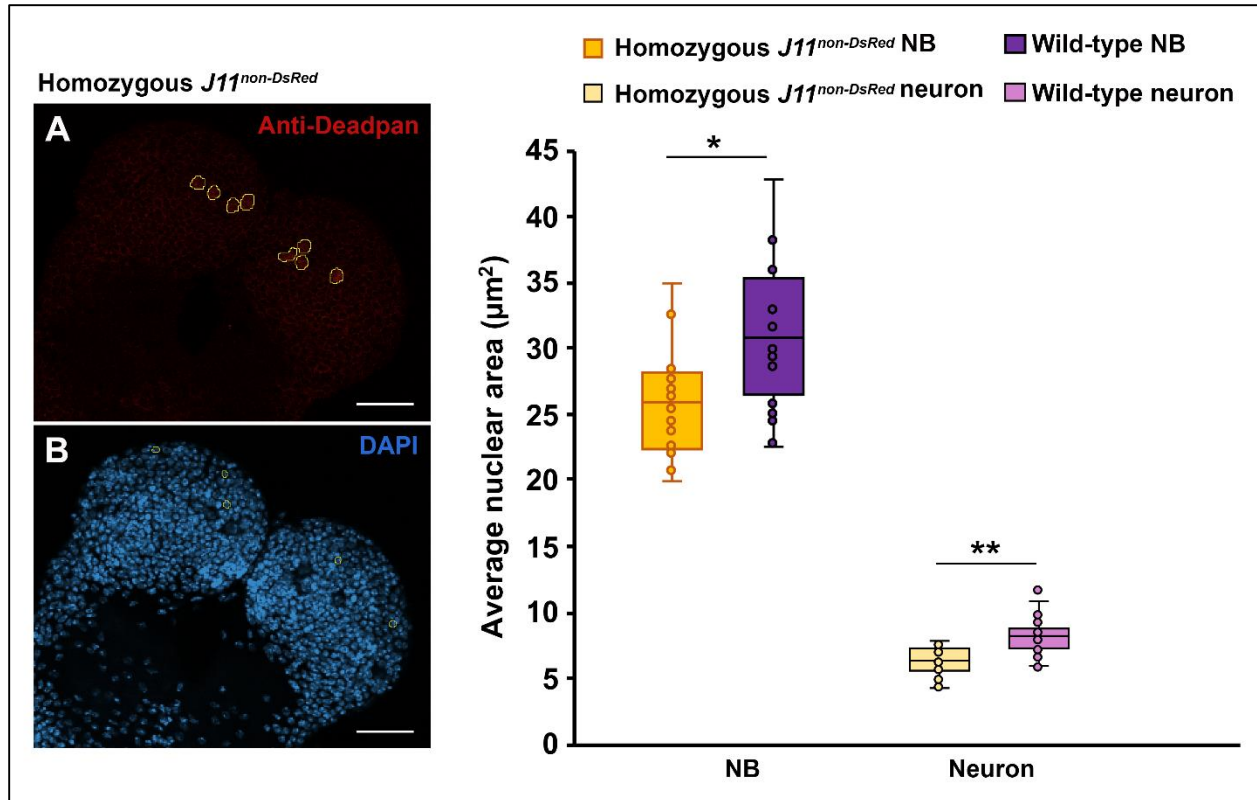 Homozygous J11non-DsRed
A
Anti-Deadpan
B
DAPI
Homozygous J11non-DsRed NB
Wild-type NB
Homozygous J11non-DsRed neuron
Wild-type neuron
Average nuclear area (µm2)
45
40
35
30
25
20
15
10
5
0
*
**
NB
Neuron